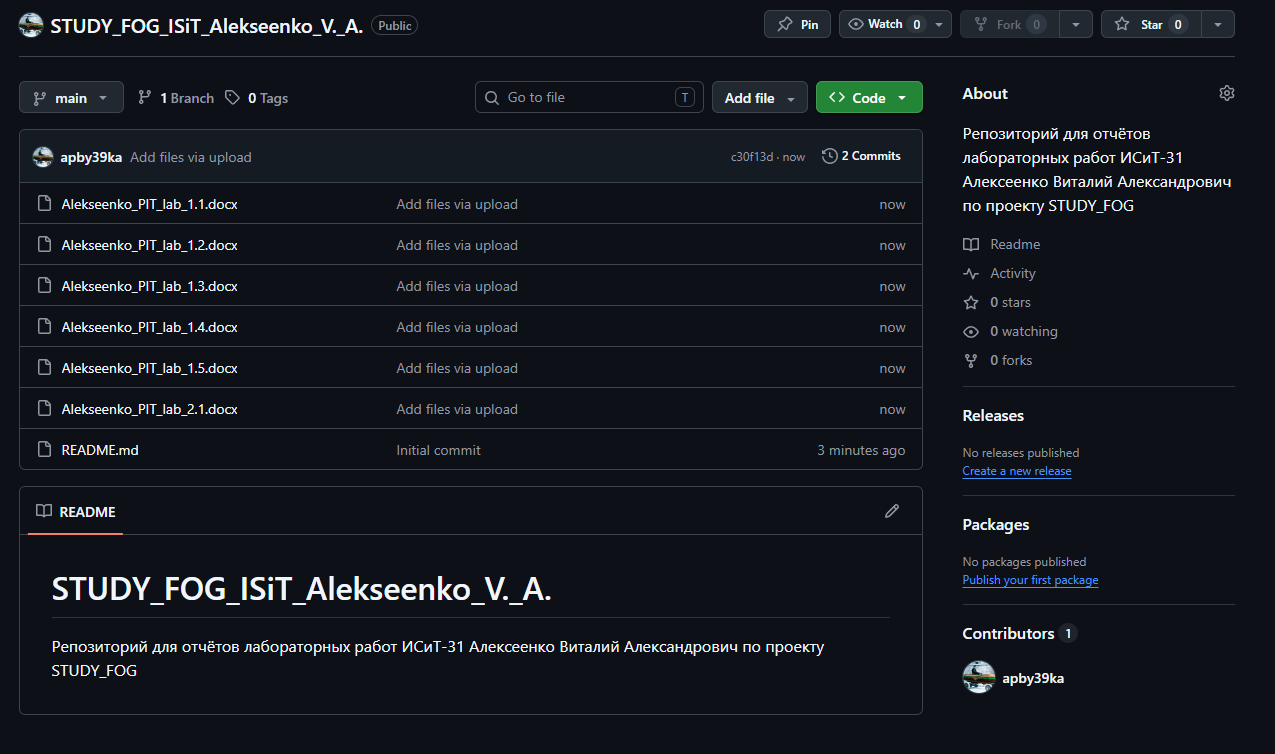 STUDY_FOG_ISiT_Alekseenko_V._A. Public Pin Watch 0 Fork 0 Star 0
main 1 Branch 0 Tags Go to file T Add file Code
apby39ka Add files via upload c30f13d · now 2 Commits
Alekseenko_PIT_lab_1.1.docx Add files via upload now
Alekseenko_PIT_lab_1.2.docx Add files via upload now
Alekseenko_PIT_lab_1.3.docx Add files via upload now
Alekseenko_PIT_lab_1.4.docx Add files via upload now
Alekseenko_PIT_lab_1.5.docx Add files via upload now
Alekseenko_PIT_lab_2.1.docx Add files via upload now
README.md Initial commit 3 minutes ago
README
STUDY_FOG_ISiT_Alekseenko_V._A.
Репозиторий для отчётов лабораторных работ ИСиТ-31 Алексеенко Виталий Александрович по проекту
STUDY_FOG
About
Репозиторий для отчётов
лабораторных работ ИСиТ-31
Алексеенко Виталий Александрович
по проекту STUDY_FOG
Readme
Activity
0 stars
0 watching
0 forks
Releases
No releases published
Create a new release
Packages
No packages published
Publish your first package
Contributors 1
apby39ka